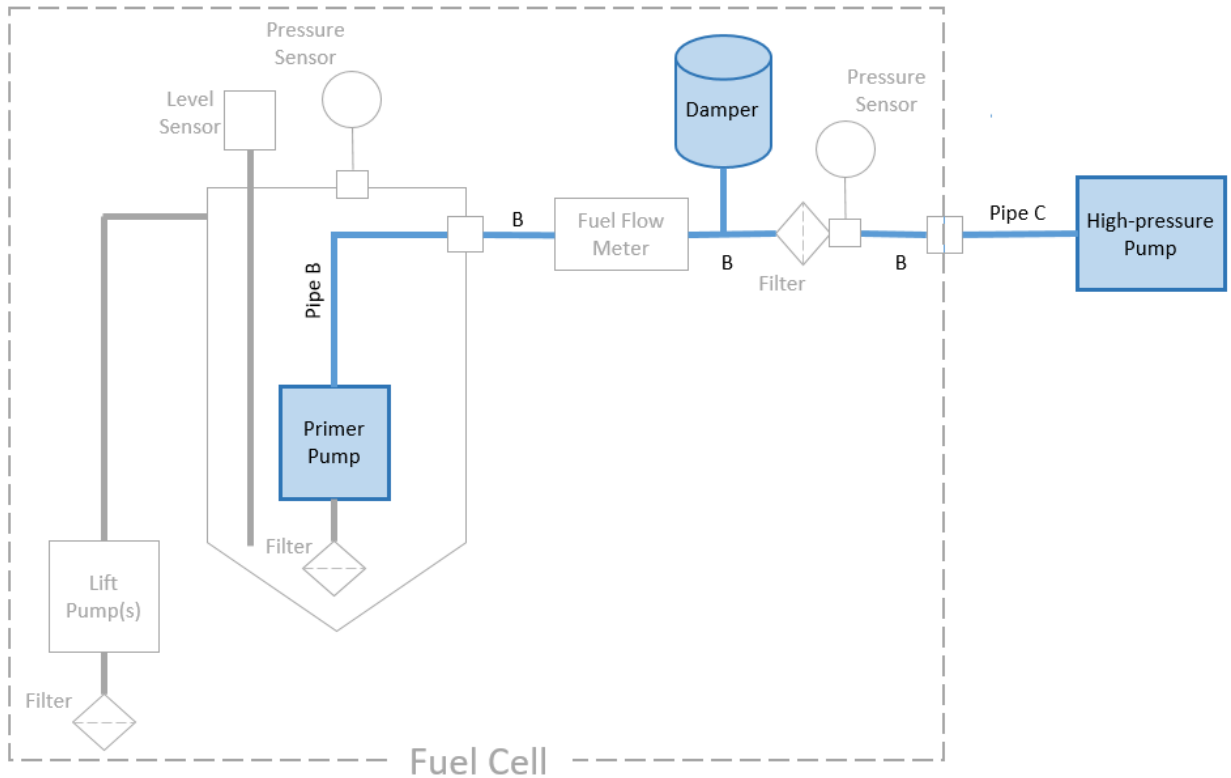 Pressure
Sensor
Level
Sensor
Damper
Pressure
Sensor
B
Fuel Flow
Meter
B
Filter
B
Pipe C
High-pressure
Pump
Pipe B
Primer
Pump
Filter
Lift
Pump(s)
Filter
Fuel Cell